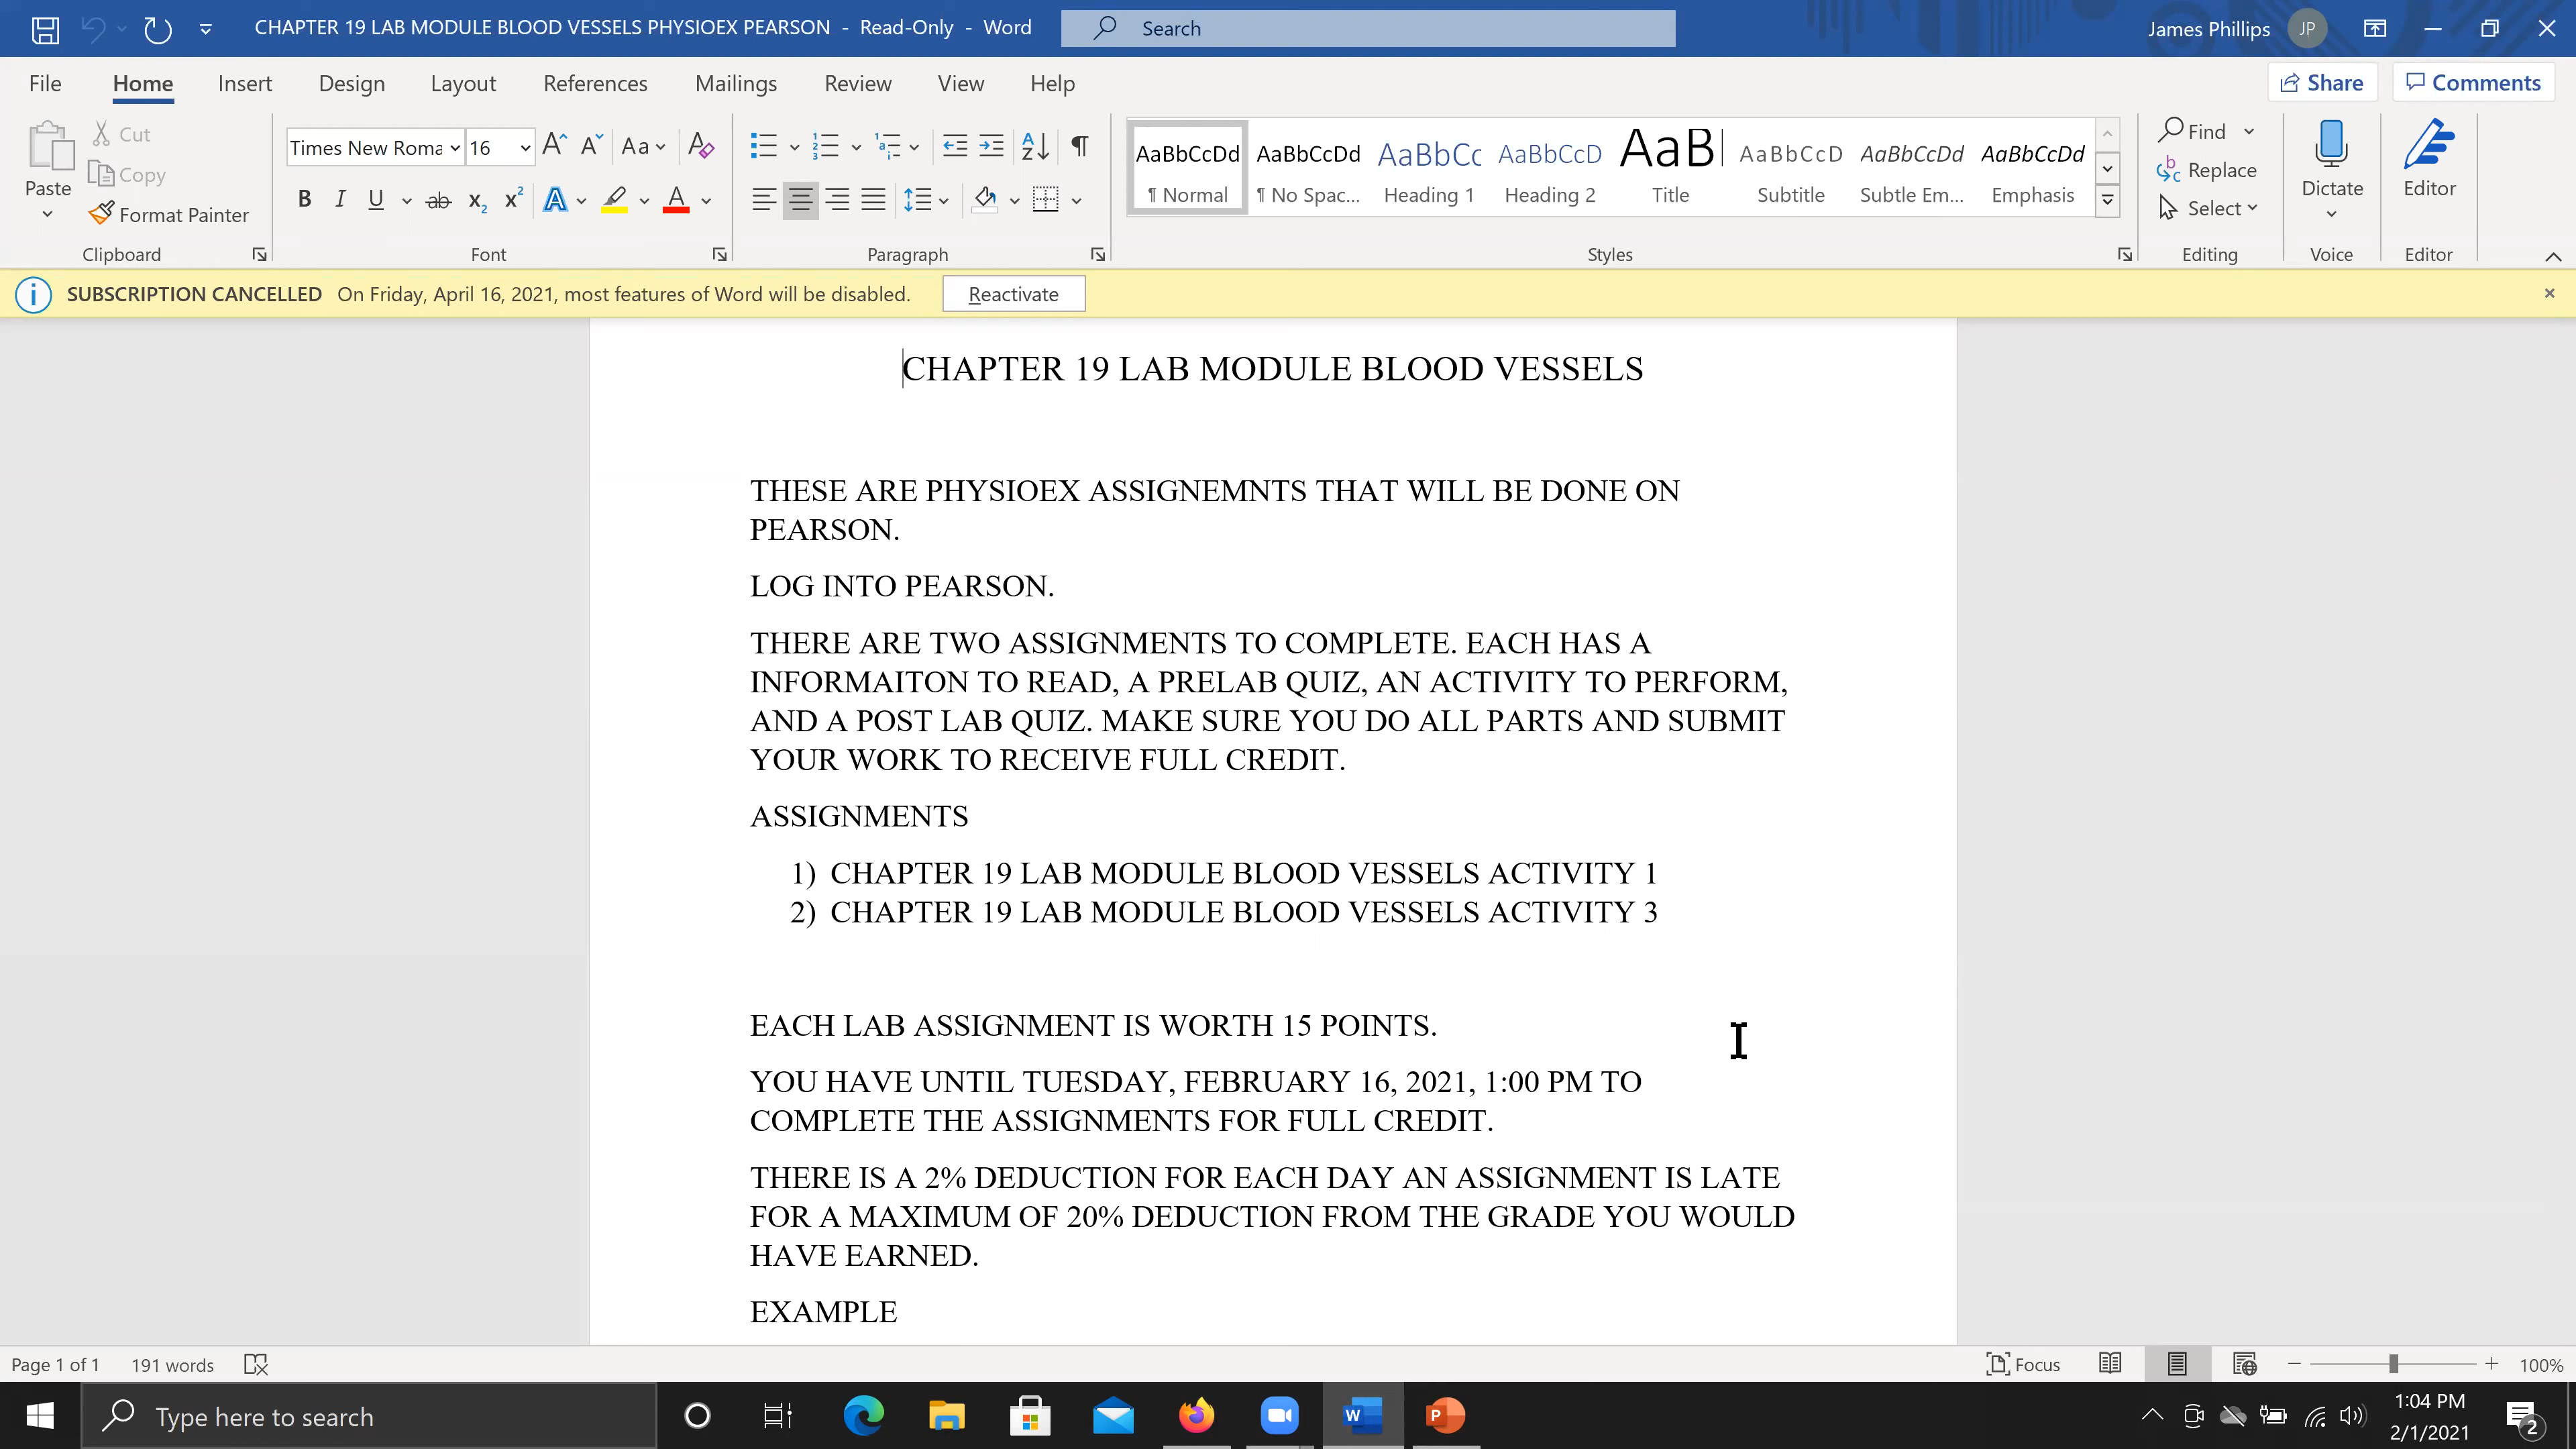 CHAPTER 19 LAB MODULE BLOOD VESSELS PHYSIOEX PEARSON - Read-Only - Word
Search
James Phillips JP
File Home Insert Design Layout References Mailings Review View Help
Share Comments
Paste
Cut
Copy
Format Painter
Clipboard
Times New Roma 16
Font
Paragraph
AaBbCcDd AaBbCcDd AaBbCc AaBbCcD AaB AaBbCcD AaBbCcDd AaBbCcDd
¶ Normal ¶ No Spac... Heading 1 Heading 2 Title Subtitle Subtle Em... Emphasis
Styles
Find
Replace
Select
Editing
Dictate
Voice
Editor
Editor
SUBSCRIPTION CANCELLED On Friday, April 16, 2021, most features of Word will be disabled. Reactivate
CHAPTER 19 LAB MODULE BLOOD VESSELS
THESE ARE PHYSIOEX ASSIGNEMNTS THAT WILL BE DONE ON
PEARSON.
LOG INTO PEARSON.
THERE ARE TWO ASSIGNMENTS TO COMPLETE. EACH HAS A
INFORMAITON TO READ, A PRELAB QUIZ, AN ACTIVITY TO PERFORM,
AND A POST LAB QUIZ. MAKE SURE YOU DO ALL PARTS AND SUBMIT
YOUR WORK TO RECEIVE FULL CREDIT.
ASSIGNMENTS
1) CHAPTER 19 LAB MODULE BLOOD VESSELS ACTIVITY 1
2) CHAPTER 19 LAB MODULE BLOOD VESSELS ACTIVITY 3
EACH LAB ASSIGNMENT IS WORTH 15 POINTS.
YOU HAVE UNTIL TUESDAY, FEBRUARY 16, 2021, 1:00 PM TO
COMPLETE THE ASSIGNMENTS FOR FULL CREDIT.
THERE IS A 2% DEDUCTION FOR EACH DAY AN ASSIGNMENT IS LATE
FOR A MAXIMUM OF 20% DEDUCTION FROM THE GRADE YOU WOULD
HAVE EARNED.
EXAMPLE
Page 1 of 1 191 words Focus 100%
Type here to search
1:04 PM
2/1/2021
2